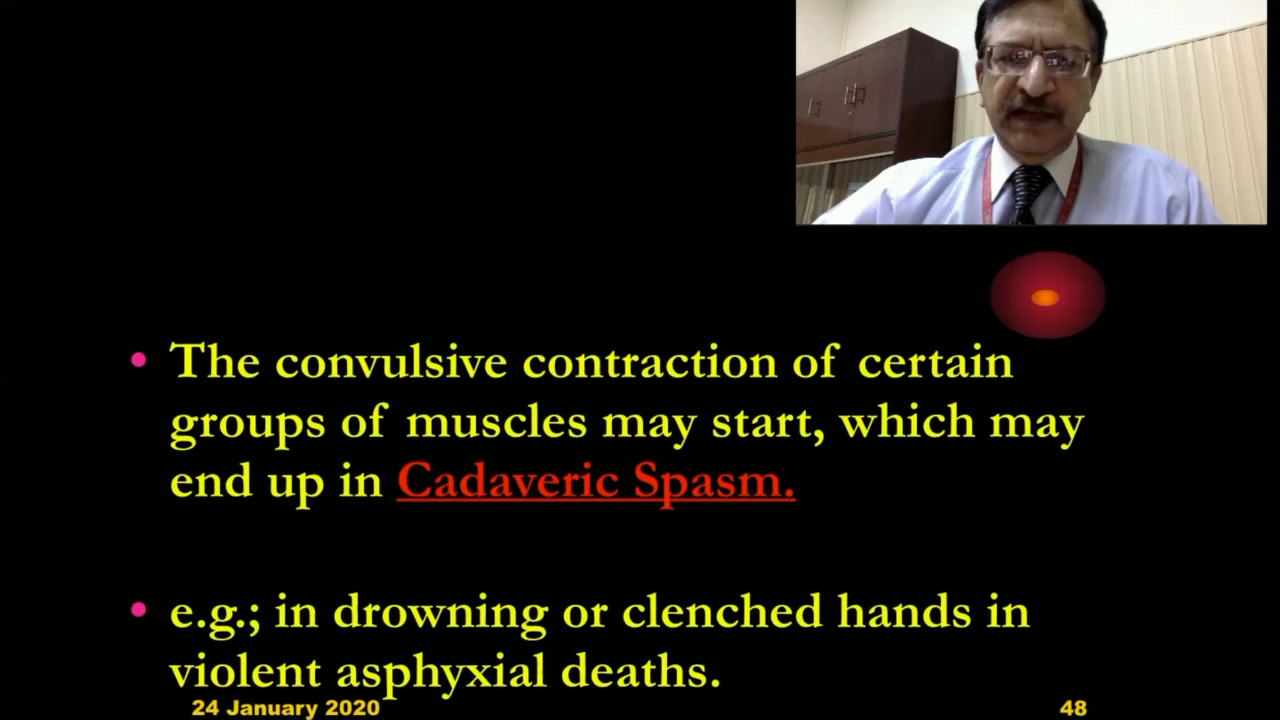 • The convulsive contraction of certain
groups of muscles may start, which may
end up in Cadaveric Spasm.
• e.g.; in drowning or clenched hands in
violent asphyxial deaths.
24 January 2020
48